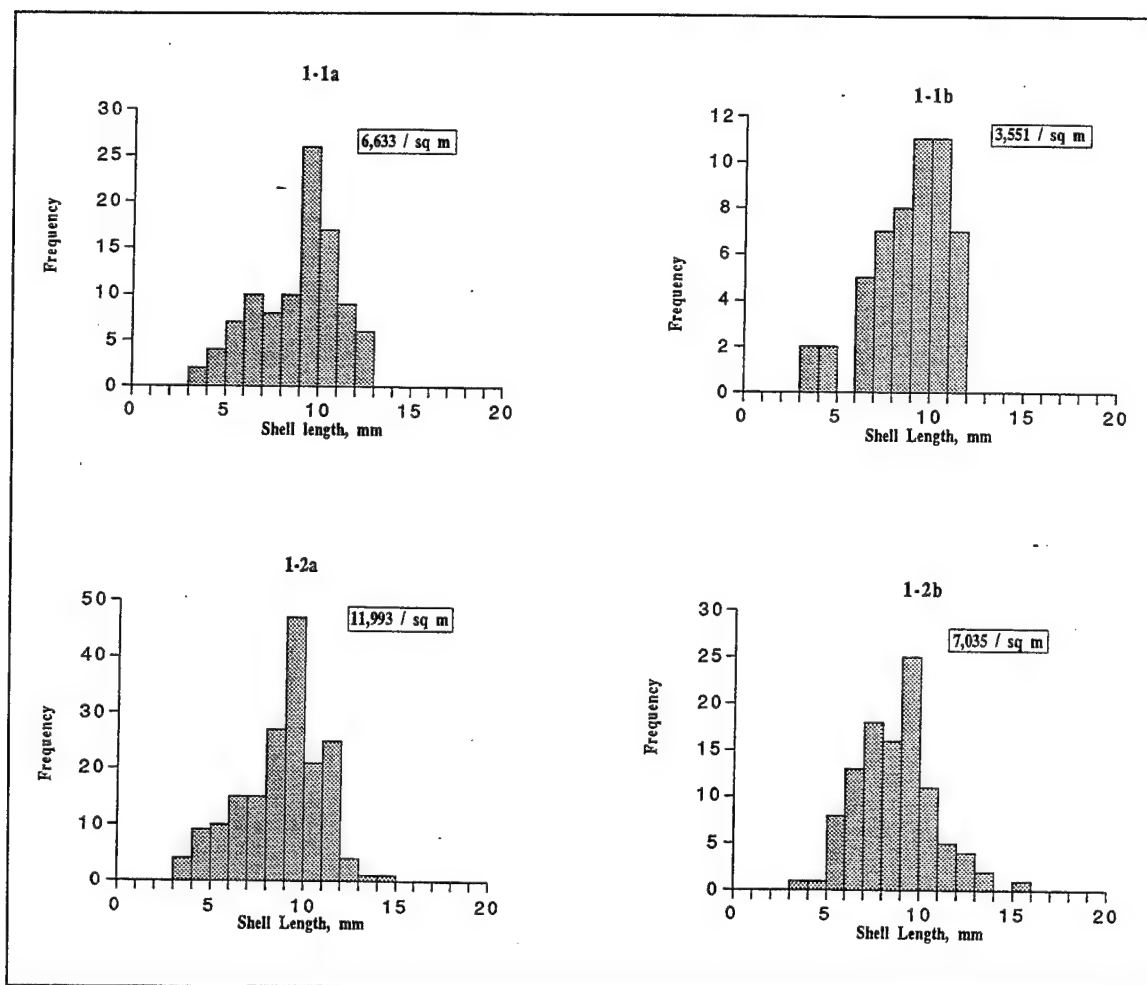 1-1a
6,633 / sq m
Frequency
30
25
20
15
10
5
0
0 5 10 15 20
Shell length, mm
1-1b
3,551 / sq m
Frequency
12
10
8
6
4
2
0
0 5 10 15 20
Shell Length, mm
1-2a
11,993 / sq m
Frequency
50
40
30
20
10
0
0 5 10 15 20
Shell Length, mm
1-2b
7,035 / sq m
Frequency
30
25
20
15
10
5
0
0 5 10 15 20
Shell Length, mm